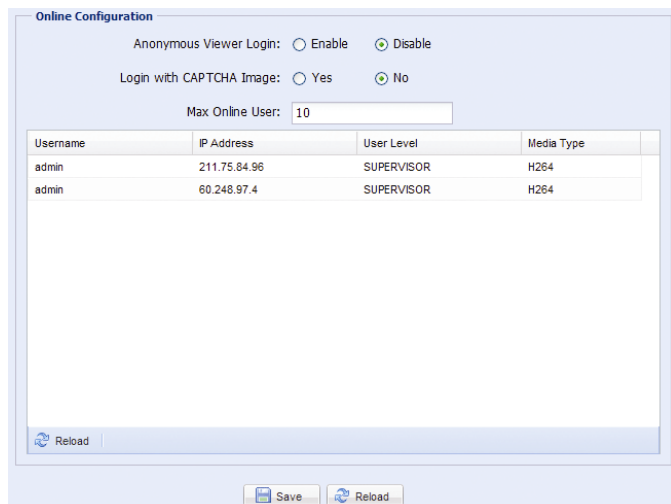 Online Configuration
Anonymous Viewer Login: Enable Disable
Login with CAPTCHA Image: Yes No
Max Online User: 10
Username IP Address User Level Media Type
admin 211.75.84.96 SUPERVISOR H264
admin 60.248.97.4 SUPERVISOR H264
Reload
Save Reload